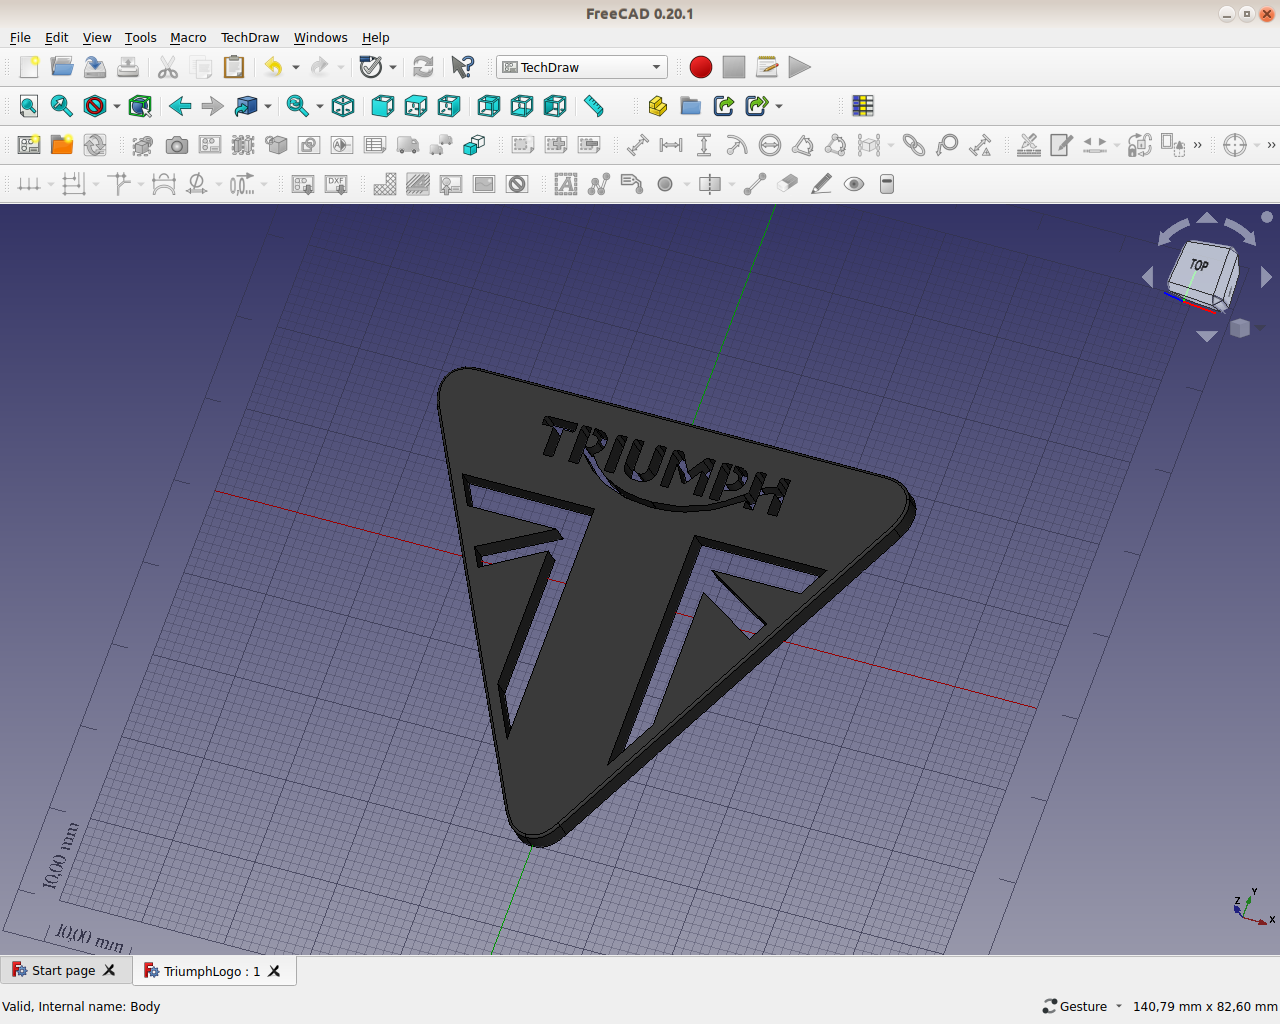 FreeCAD 0.20.1
File Edit View Tools Macro TechDraw Windows Help
TechDraw
DXF
TOP
TRIUMPH
10,00 mm
10,00 mm
Z Y X
Start page TriumphLogo : 1
Valid, Internal name: Body Gesture 140,79 mm x 82,60 mm